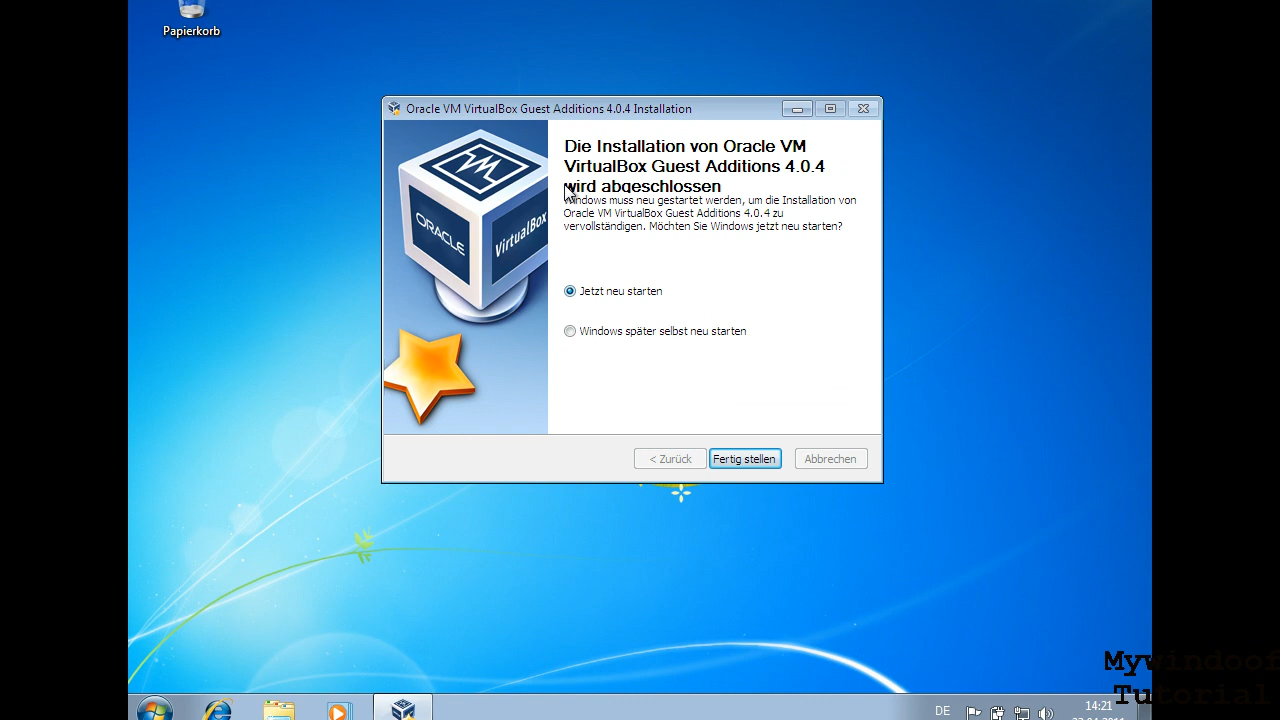 Papierkorb
Oracle VM VirtualBox Guest Additions 4.0.4 Installation
Die Installation von Oracle VM
VirtualBox Guest Additions 4.0.4
wird abgeschlossen
Windows muss neu gestartet werden, um die Installation von
Oracle VM VirtualBox Guest Additions 4.0.4 zu
vervollständigen. Möchten Sie Windows jetzt neu starten?
ORACLE
VirtualBox
Jetzt neu starten
Windows später selbst neu starten
< Zurück
Fertig stellen
Abbrechen
Mywindoof
Tutorial
DE
14:21